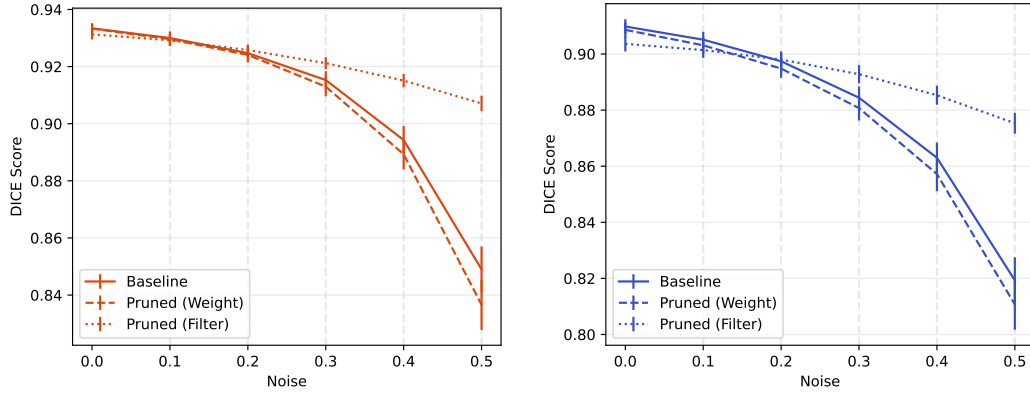 0.94
0.92
0.90
0.88
0.86
0.84
DICE Score
Baseline
Pruned (Weight)
Pruned (Filter)
0.0 0.1 0.2 0.3 0.4 0.5
Noise
0.90
0.88
0.86
0.84
0.82
0.80
DICE Score
Baseline
Pruned (Weight)
Pruned (Filter)
0.0 0.1 0.2 0.3 0.4 0.5
Noise